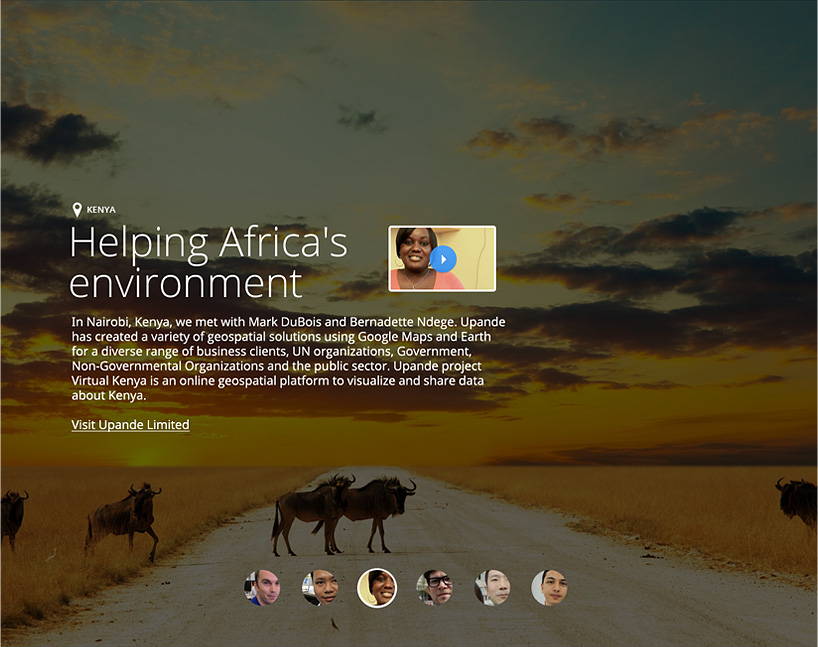 KENYA
Helping Africa's
environment
In Nairobi, Kenya, we met with Mark DuBois and Bernadette Ndege. Upande
has created a variety of geospatial solutions using Google Maps and Earth
for a diverse range of business clients, UN organizations, Government,
Non-Governmental Organizations and the public sector. Upande project
Virtual Kenya is an online geospatial platform to visualize and share data
about Kenya.
Visit Upande Limited